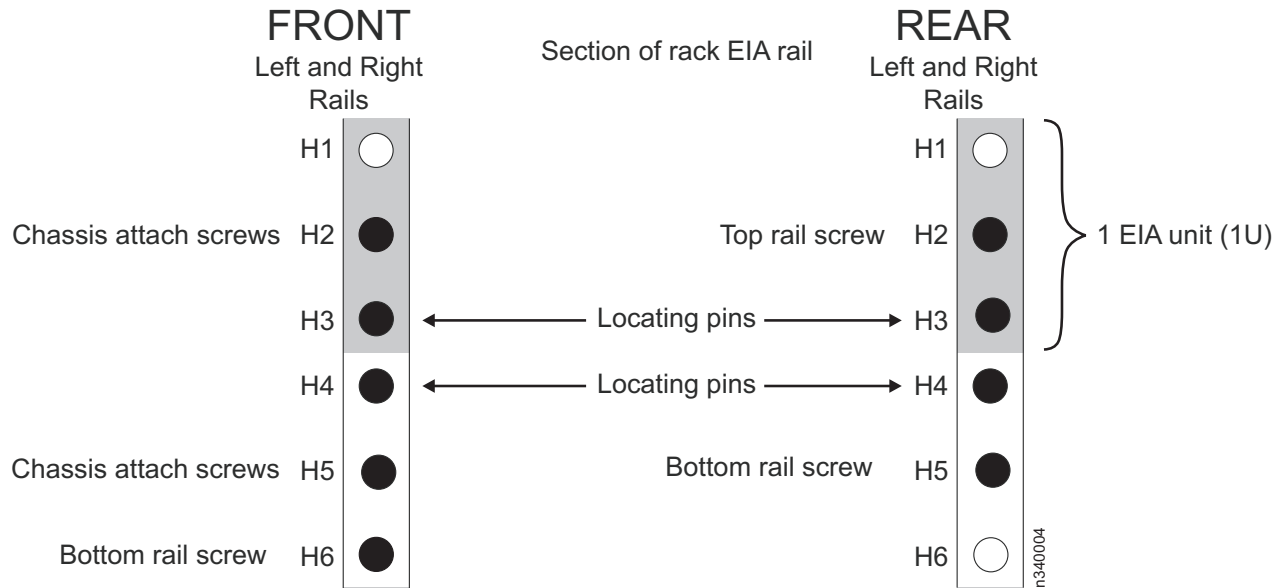 FRONT
Left and Right
Rails
Section of rack EIA rail
REAR
Left and Right
Rails
H1
H1
Chassis attach screws H2
Top rail screw H2
1 EIA unit (1U)
H3
Locating pins
H3
H4
Locating pins
H4
Chassis attach screws H5
Bottom rail screw H5
Bottom rail screw H6
H6
n340004